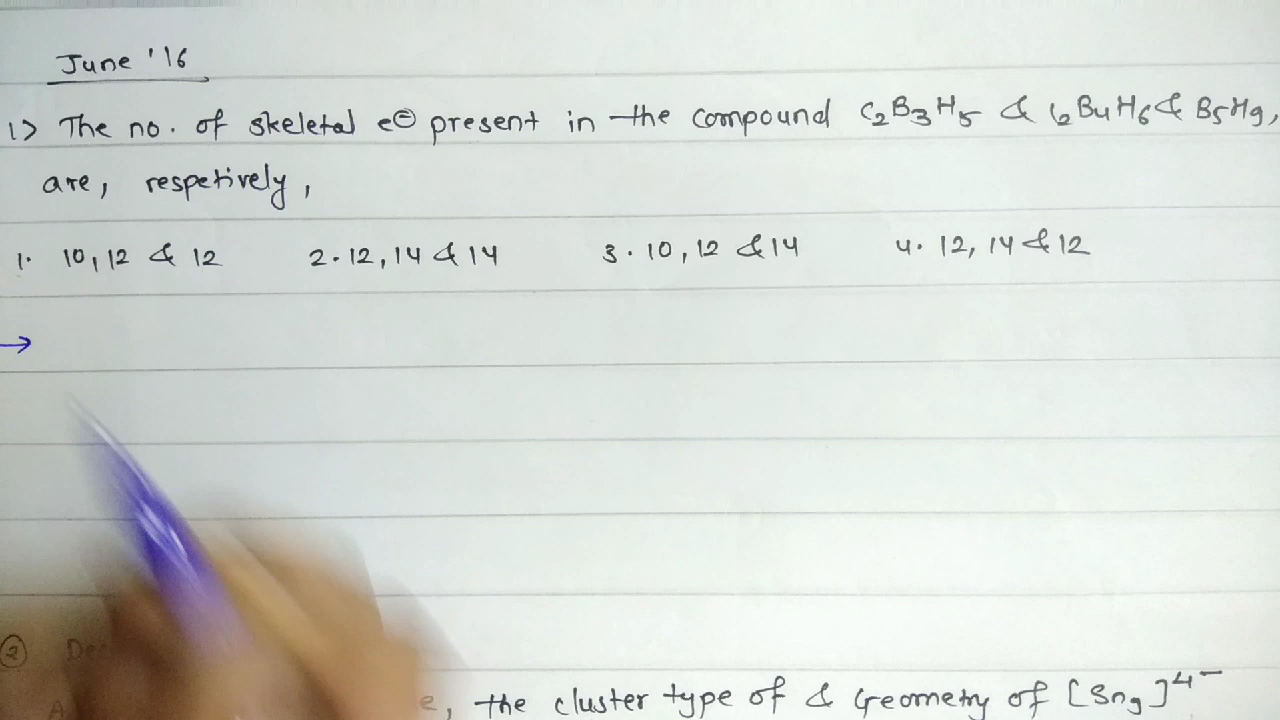 June '16
1> The no. of skeletal e⊖ present in the compound C₂B₃H₅ & C₂B₄H₆ & B₅H₉,
are, respetively,
1. 10,12 & 12 2. 12,14 & 14 3. 10,12 & 14 4. 12,14 & 12
→
②
e, the cluster type of & Geometry of [Sn₉]⁴⁻